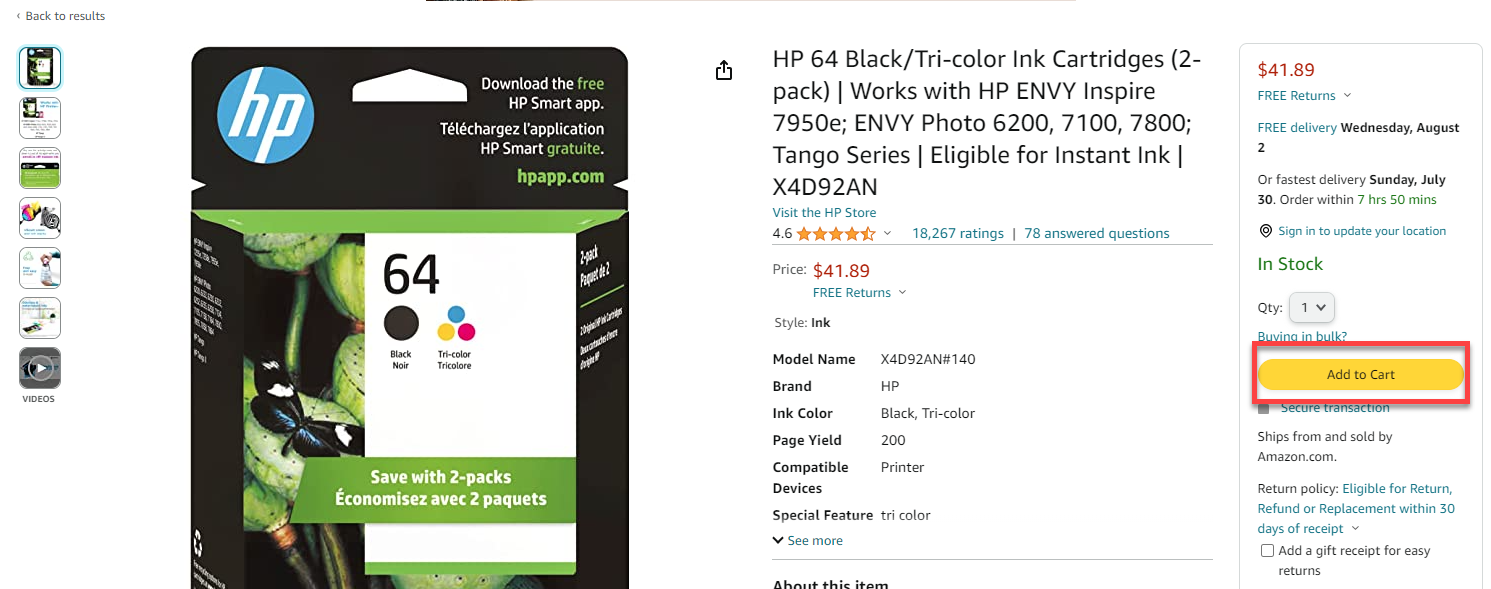 ‹ Back to results
VIDEOS
hp
Download the free
HP Smart app.
Téléchargez l'application
HP Smart gratuite.
hpapp.com
64
Black
Noir
Tri-color
Tricolore
2-pack
Paquet de 2
Save with 2-packs
Économisez avec 2 paquets
HP 64 Black/Tri-color Ink Cartridges (2-
pack) | Works with HP ENVY Inspire
7950e; ENVY Photo 6200, 7100, 7800;
Tango Series | Eligible for Instant Ink |
X4D92AN
Visit the HP Store
4.6 18,267 ratings | 78 answered questions
Price: $41.89
FREE Returns
Style: Ink
Model Name X4D92AN#140
Brand HP
Ink Color Black, Tri-color
Page Yield 200
Compatible Printer
Devices
Special Feature tri color
See more
About this item
$41.89
FREE Returns
FREE delivery Wednesday, August
2
Or fastest delivery Sunday, July
30. Order within 7 hrs 50 mins
Sign in to update your location
In Stock
Qty: 1
Buying in bulk?
Add to Cart
Secure transaction
Ships from and sold by
Amazon.com.
Return policy: Eligible for Return,
Refund or Replacement within 30
days of receipt
Add a gift receipt for easy
returns